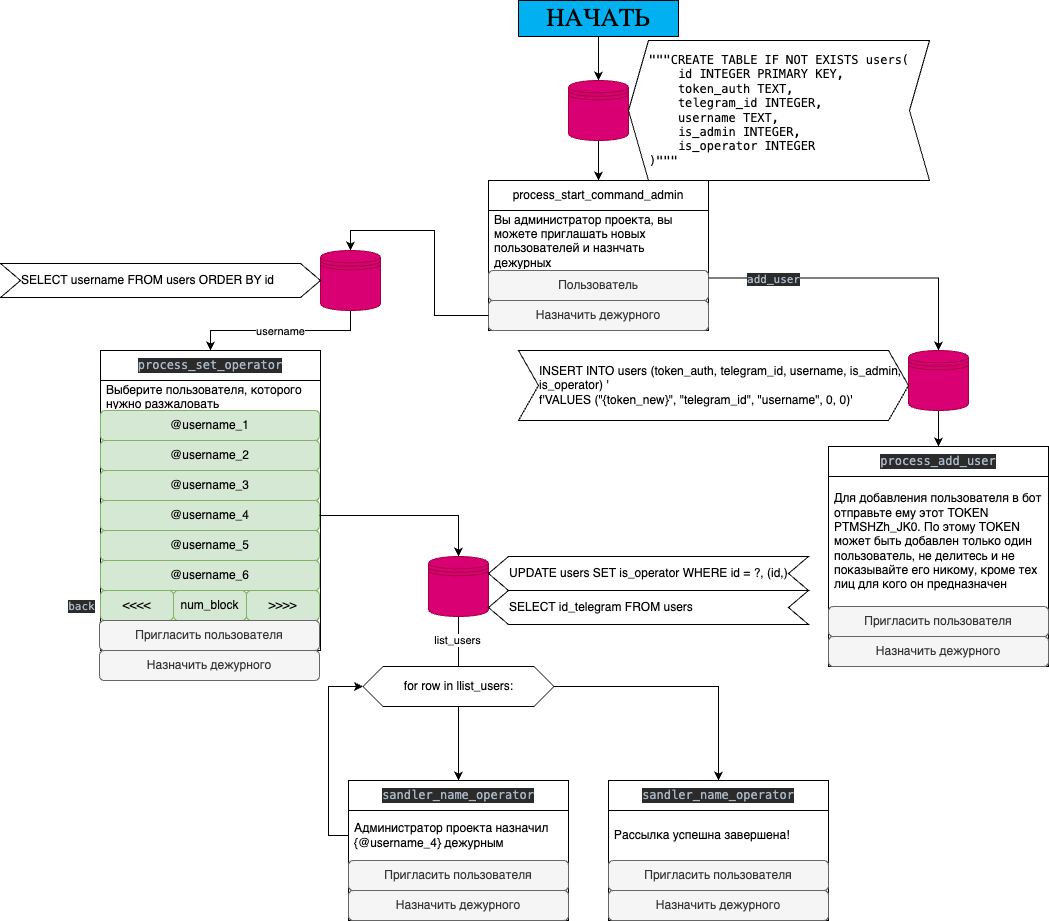 НАЧАТЬ
"""CREATE TABLE IF NOT EXISTS users(
id INTEGER PRIMARY KEY,
token_auth TEXT,
telegram_id INTEGER,
username TEXT,
is_admin INTEGER,
is_operator INTEGER
)"""
process_start_command_admin
Вы администратор проекта, вы
можете приглашать новых
пользователей и назнчать
дежурных
Пользователь
Назначить дежурного
add_user
SELECT username FROM users ORDER BY id
username
process_set_operator
Выберите пользователя, которого
нужно разжаловать
@username_1
@username_2
@username_3
@username_4
@username_5
@username_6
back
<<<<
num_block
>>>>
Пригласить пользователя
Назначить дежурного
INSERT INTO users (token_auth, telegram_id, username, is_admin,
is_operator) '
f'VALUES ("{token_new}", "telegram_id", "username", 0, 0)'
process_add_user
Для добавления пользователя в бот
отправьте ему этот TOKEN
PTMSHZh_JK0. По этому TOKEN
может быть добавлен только один
пользователь, не делитесь и не
показывайте его никому, кроме тех
лиц для кого он предназначен
Пригласить пользователя
Назначить дежурного
UPDATE users SET is_operator WHERE id = ?, (id,)
SELECT id_telegram FROM users
list_users
for row in llist_users:
sandler_name_operator
Администратор проекта назначил
{@username_4} дежурным
Пригласить пользователя
Назначить дежурного
sandler_name_operator
Рассылка успешна завершена!
Пригласить пользователя
Назначить дежурного